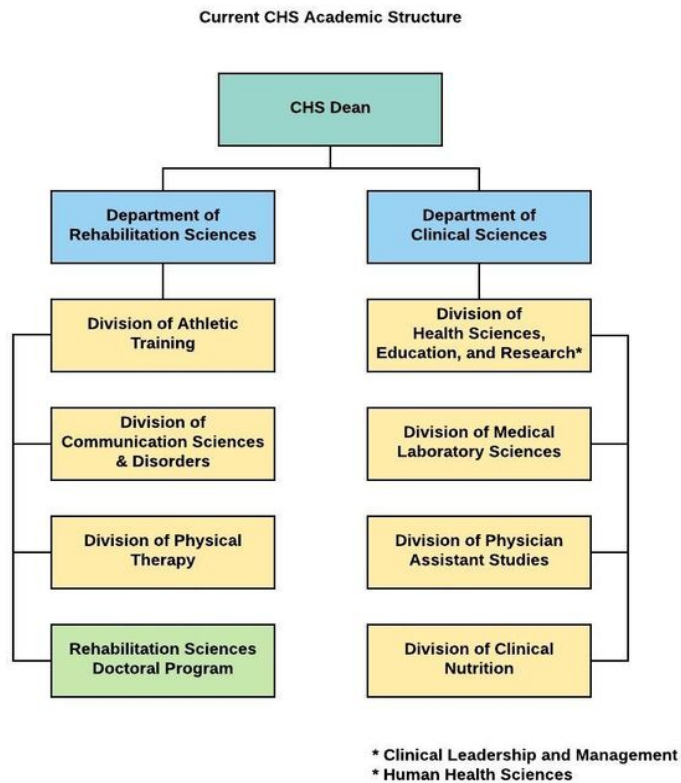 Current CHS Academic Structure
CHS Dean
Department of
Rehabilitation Sciences
Department of
Clinical Sciences
Division of Athletic
Training
Division of
Communication Sciences
& Disorders
Division of Physical
Therapy
Rehabilitation Sciences
Doctoral Program
Division of
Health Sciences,
Education, and Research*
Division of Medical
Laboratory Sciences
Division of Physician
Assistant Studies
Division of Clinical
Nutrition
* Clinical Leadership and Management
* Human Health Sciences